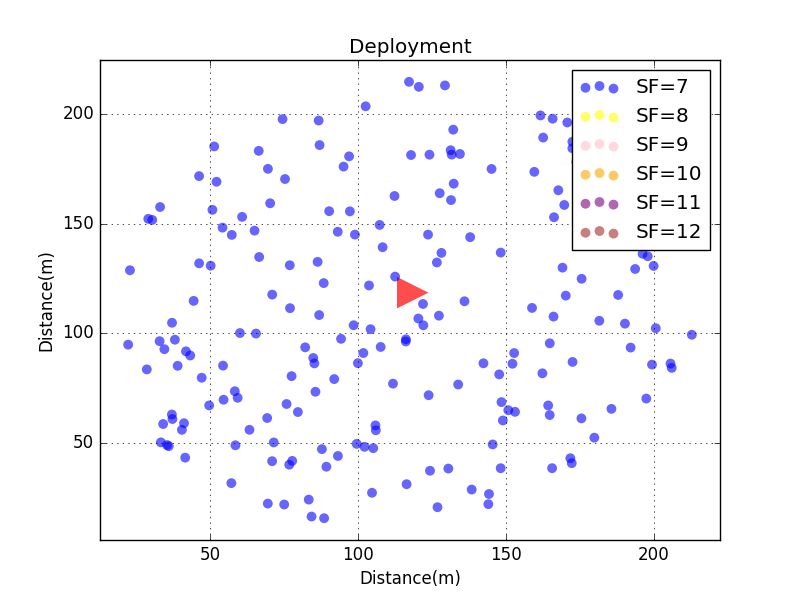 Deployment
200
150
100
50
Distance(m)
50
100
150
200
Distance(m)
SF=7
SF=8
SF=9
SF=10
SF=11
SF=12